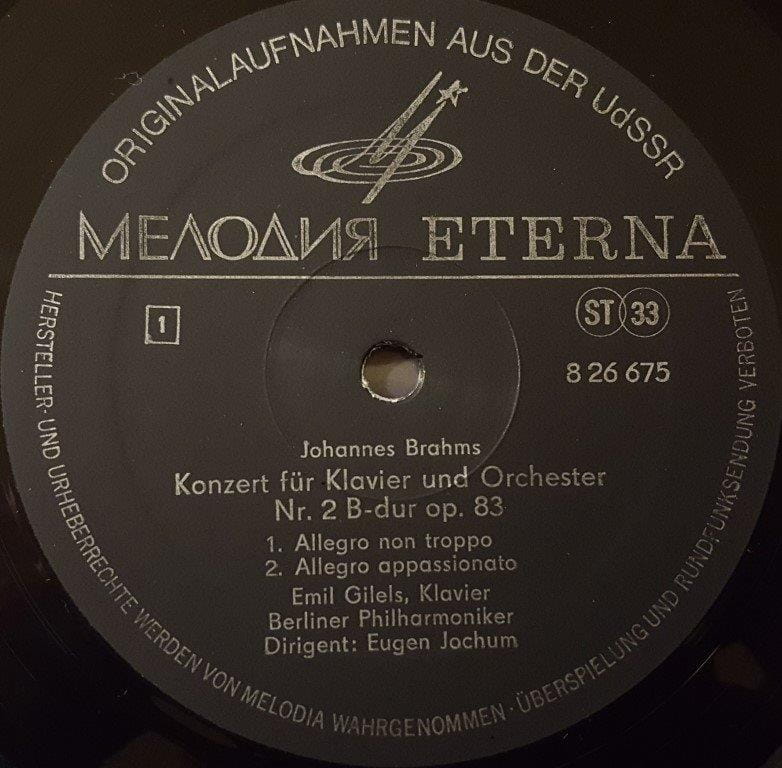 ORIGINALAUFNAHMEN AUS DER UdSSR
МЕЛОДИЯ ETERNA
1
ST 33
8 26 675
Johannes Brahms
Konzert für Klavier und Orchester
Nr. 2 B-dur op. 83
1. Allegro non troppo
2. Allegro appassionato
Emil Gilels, Klavier
Berliner Philharmoniker
Dirigent: Eugen Jochum
HERSTELLER- UND URHEBERRECHTE WERDEN VON MELODIA WAHRGENOMMEN · ÜBERSPIELUNG UND RUNDFUNKSENDUNG VERBOTEN